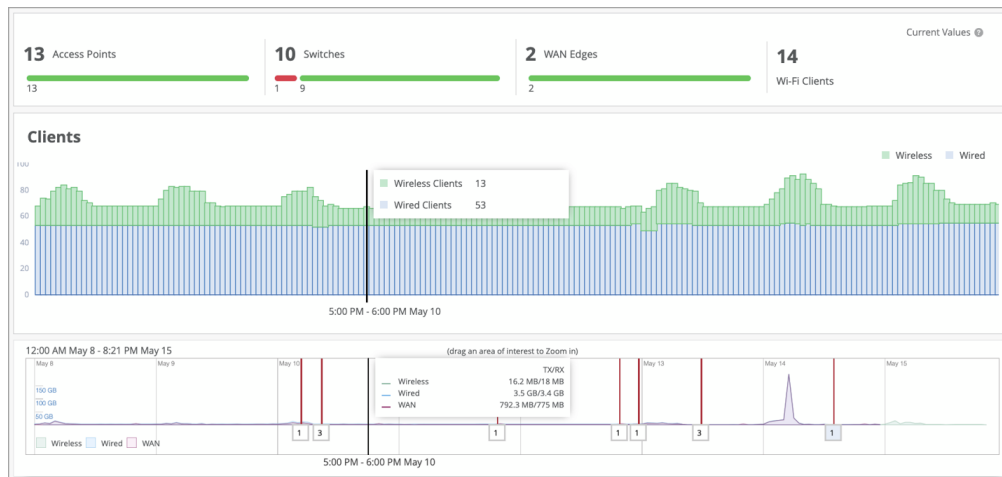 Current Values
13 Access Points
13
10 Switches
1 9
2 WAN Edges
2
14
Wi-Fi Clients
Clients
Wireless Wired
100
80
60
40
20
0
Wireless Clients 13
Wired Clients 53
5:00 PM - 6:00 PM May 10
12:00 AM May 8 - 8:21 PM May 15
(drag an area of interest to Zoom in)
May 8
May 9
May 10
May 13
May 14
May 15
150 GB
100 GB
50 GB
TX/RX
Wireless 16.2 MB/18 MB
Wired 3.5 GB/3.4 GB
WAN 792.3 MB/775 MB
1 3 1 1 1 3 1
Wireless Wired WAN
5:00 PM - 6:00 PM May 10